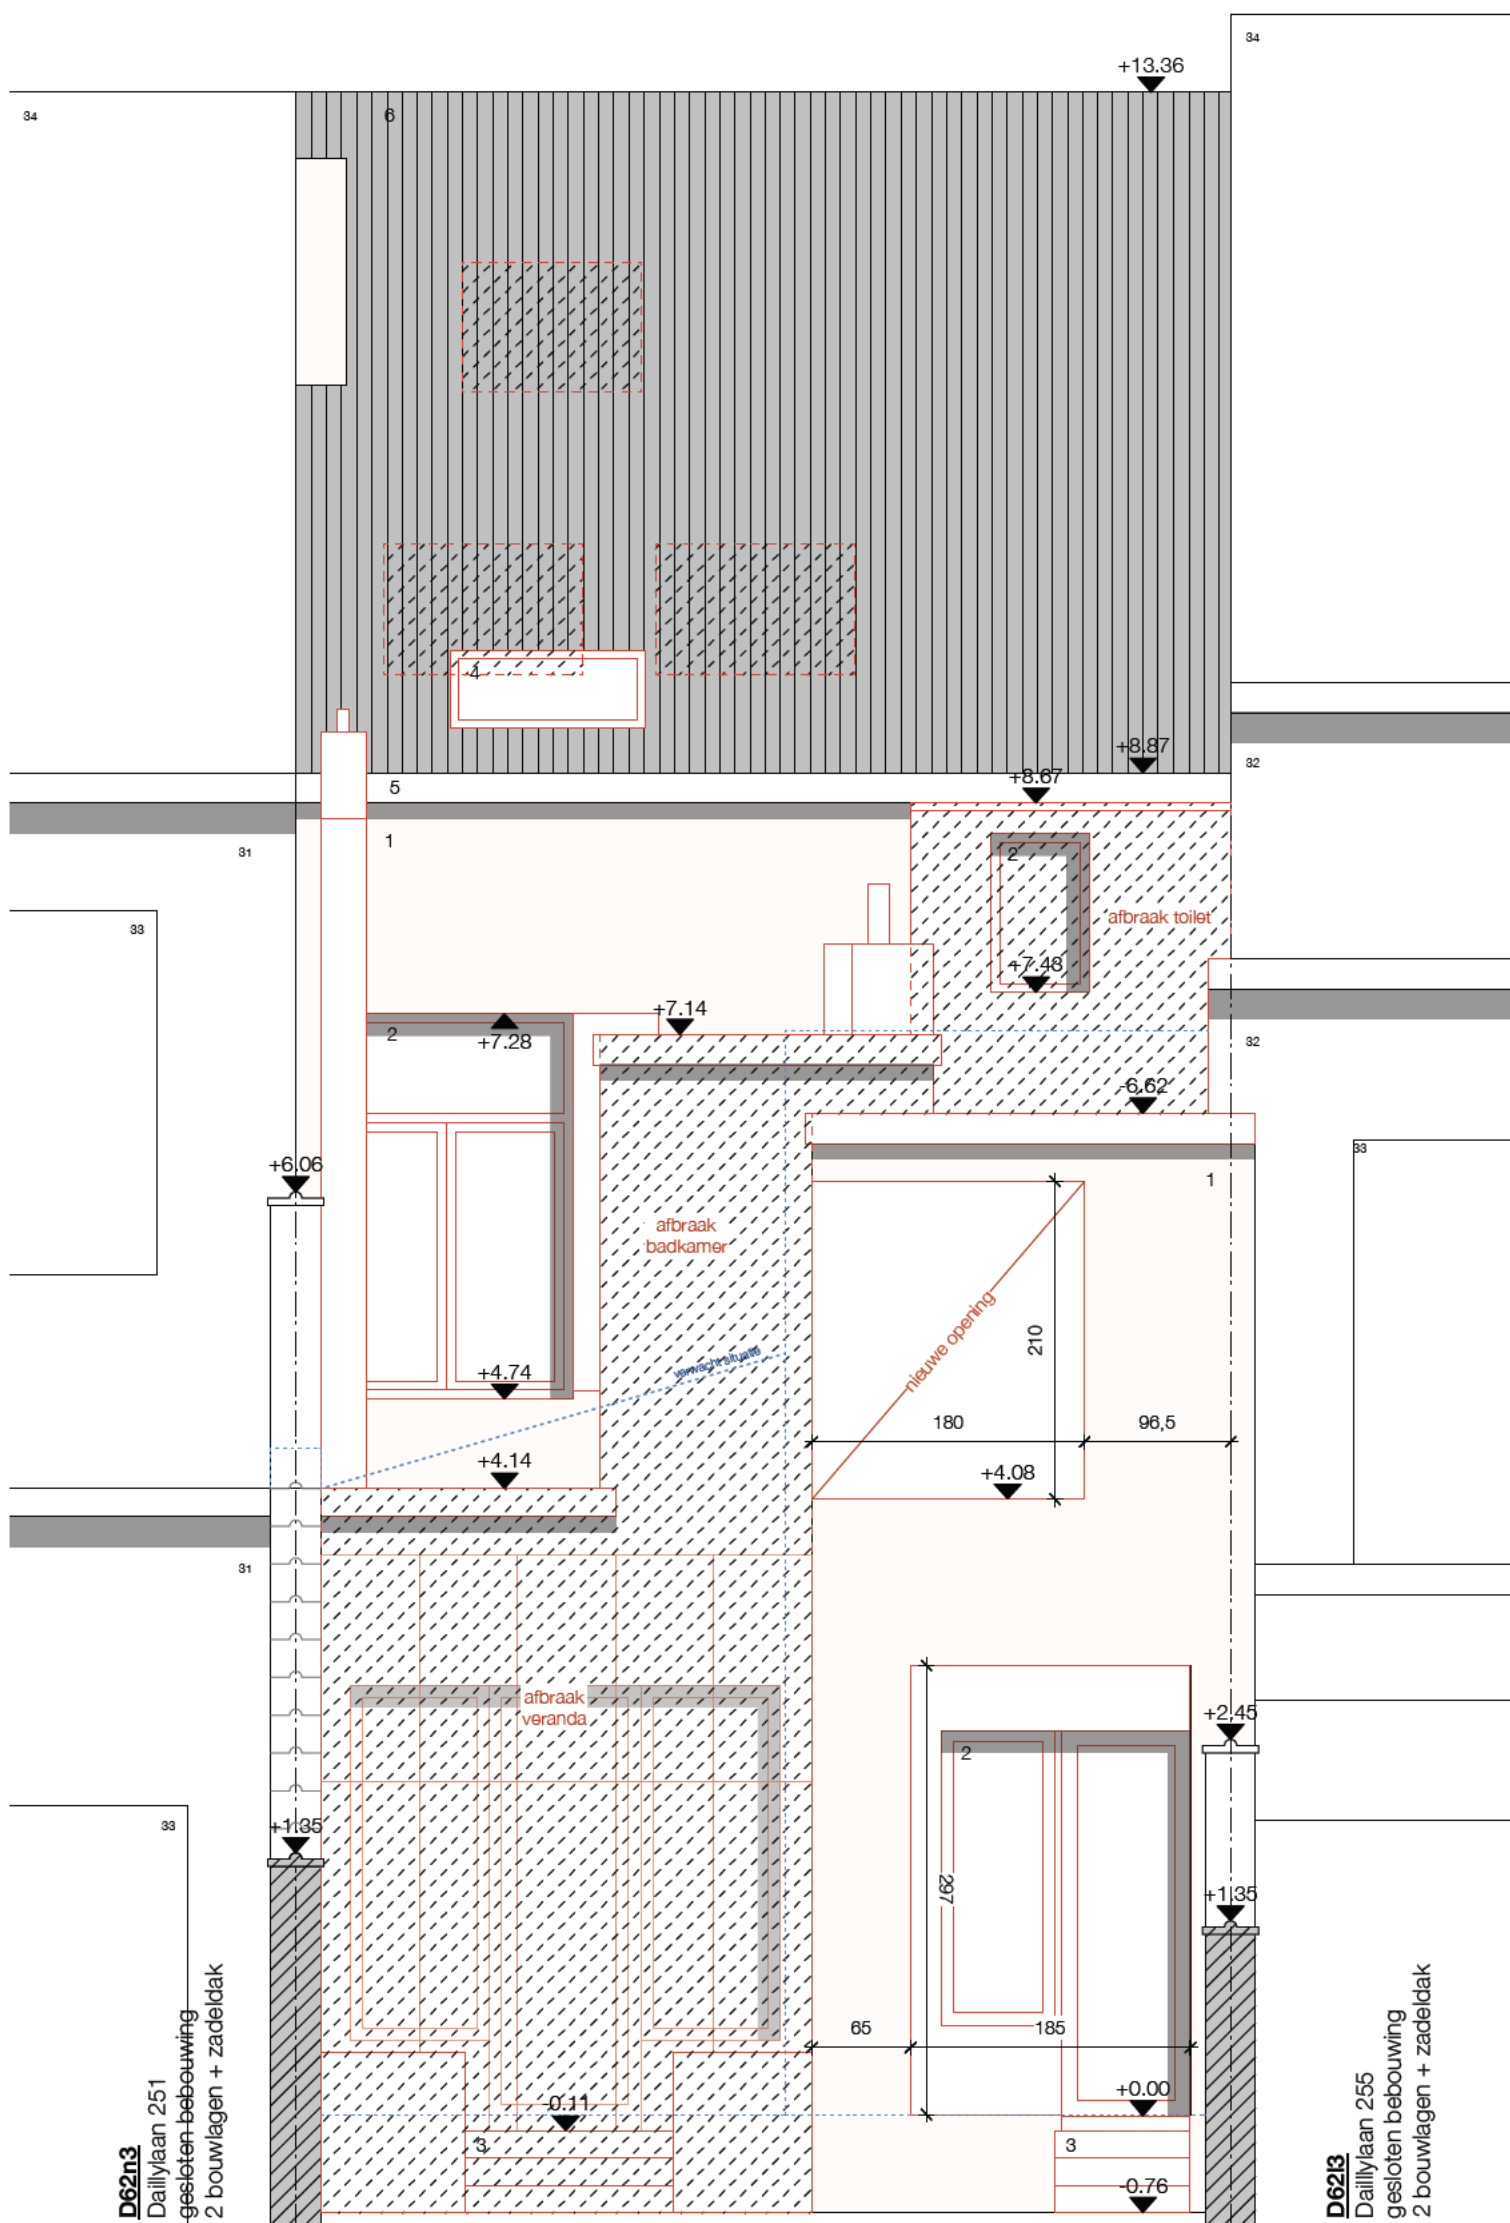 34
+13.36
34
6
4
+8.87
+8.67
5
32
1
31
2
afbraak toilet
33
+7.43
+7.14
2
+7.28
32
-6.62
33
1
+6.06
afbraak
badkamer
nieuwe opening
210
verwacht situatie
+4.74
180
96,5
+4.14
+4.08
31
afbraak
veranda
+2.45
2
33
+1.35
297
+1.35
65
185
+0.00
-0.11
3
3
-0.76
D62n3
Daillylaan 251
gesloten bebouwing
2 bouwlagen + zadeldak
D62l3
Dailllylaan 255
gesloten bebouwing
2 bouwlagen + zadeldak